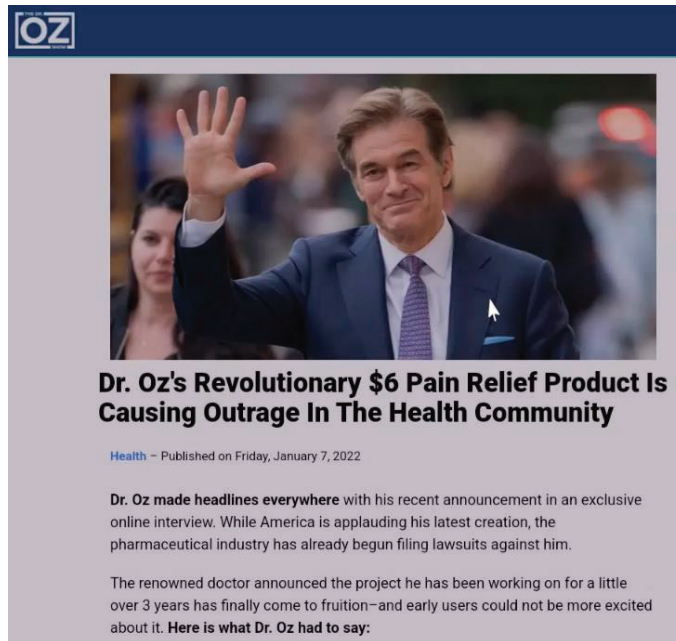 THE DR.
OZ
SHOW
Dr. Oz's Revolutionary $6 Pain Relief Product Is
Causing Outrage In The Health Community
Health – Published on Friday, January 7, 2022
Dr. Oz made headlines everywhere with his recent announcement in an exclusive
online interview. While America is applauding his latest creation, the
pharmaceutical industry has already begun filing lawsuits against him.
The renowned doctor announced the project he has been working on for a little
over 3 years has finally come to fruition–and early users could not be more excited
about it. Here is what Dr. Oz had to say: